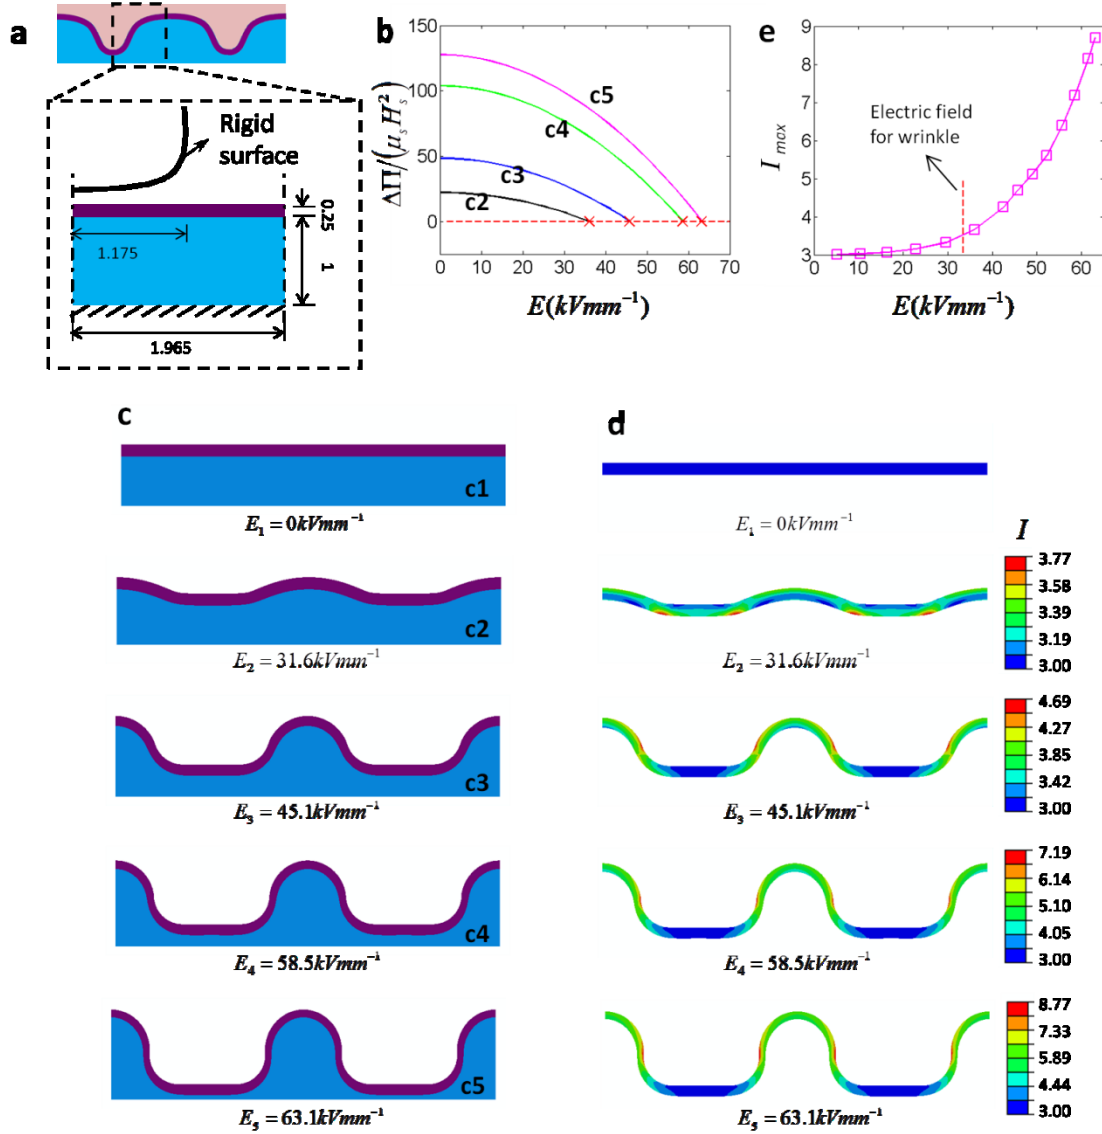 a
Rigid
surface
1.175
0.25
1
1.965
b
150
100
50
0
ΔΠ/(μ_s H_s^2)
c5
c4
c3
c2
0 10 20 30 40 50 60 70
E(kVmm^-1)
e
9
8
7
6
5
4
3
I_max
Electric field
for wrinkle
0 20 40 60
E(kVmm^-1)
c
c1
E_1 = 0kVmm^-1
c2
E_2 = 31.6kVmm^-1
c3
E_3 = 45.1kVmm^-1
c4
E_4 = 58.5kVmm^-1
c5
E_5 = 63.1kVmm^-1
d
E_1 = 0kVmm^-1
I
3.77
3.58
3.39
3.19
3.00
E_2 = 31.6kVmm^-1
4.69
4.27
3.85
3.42
3.00
E_3 = 45.1kVmm^-1
7.19
6.14
5.10
4.05
3.00
E_4 = 58.5kVmm^-1
8.77
7.33
5.89
4.44
3.00
E_5 = 63.1kVmm^-1